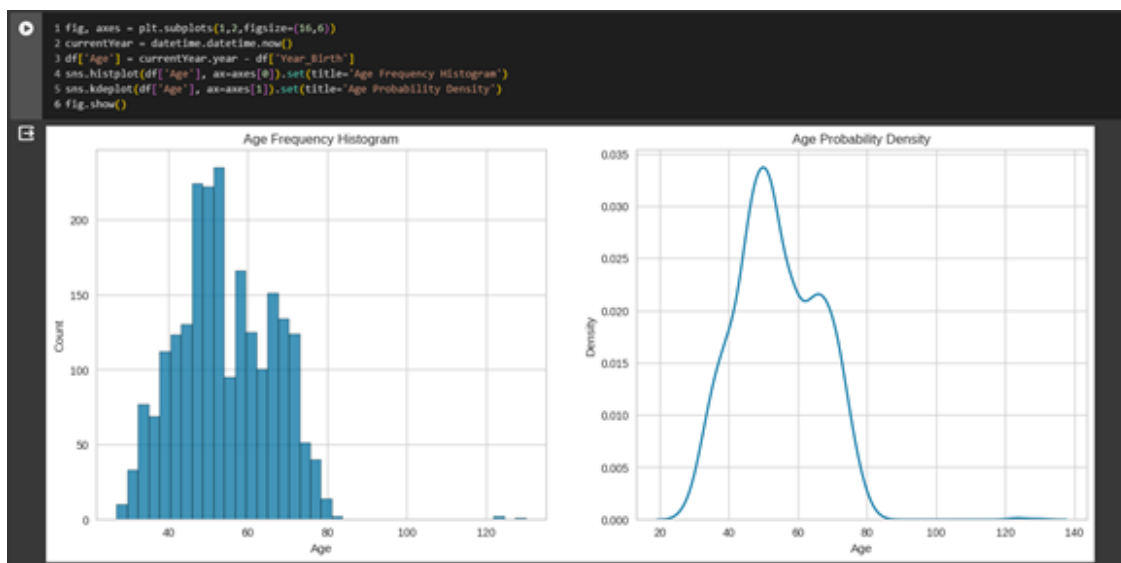 1 fig, axes = plt.subplots(1,2,figsize=(16,6))
2 currentYear = datetime.datetime.now()
3 df['Age'] = currentYear.year - df['Year_Birth']
4 sns.histplot(df['Age'], ax=axes[0]).set(title='Age Frequency Histogram')
5 sns.kdeplot(df['Age'], ax=axes[1]).set(title='Age Probability Density')
6 fig.show()
Age Frequency Histogram
200
150
100
50
0
Count
40 60 80 100 120
Age
Age Probability Density
0.035
0.030
0.025
0.020
0.015
0.010
0.005
0.000
Density
20 40 60 80 100 120 140
Age